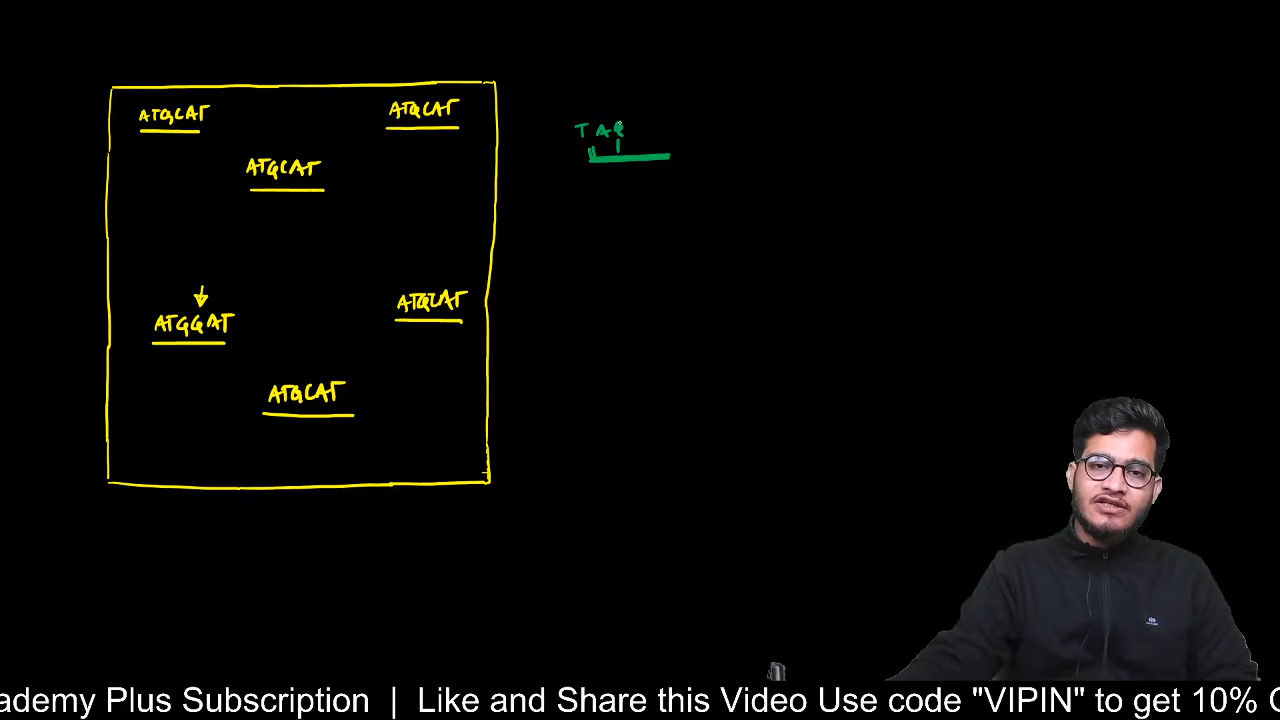 ATGCAT
ATGCAT
ATGCAT
ATGGAT
ATGCAT
ATGCAT
TAG
ademy Plus Subscription | Like and Share this Video Use code "VIPIN" to get 10%